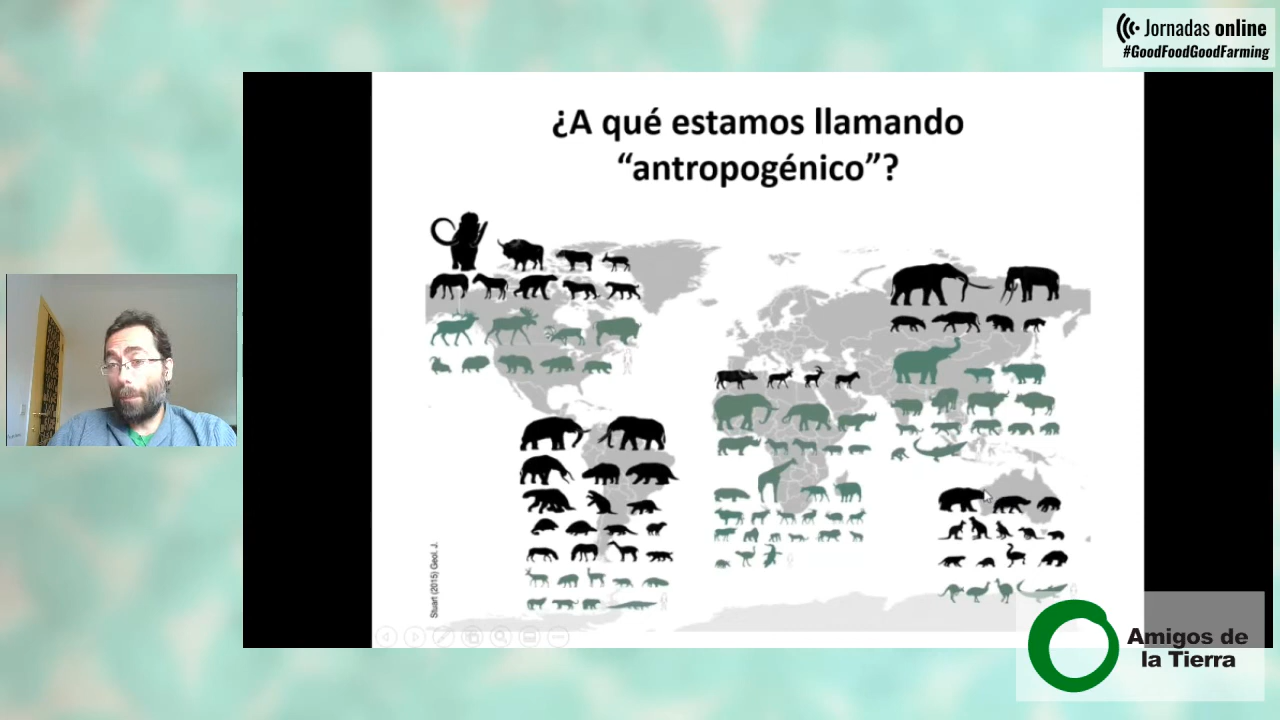 Jornadas online
#GoodFoodGoodFarming
¿A qué estamos llamando
“antropogénico”?
Stuart (2015) Geol. J.
Amigos de
la Tierra